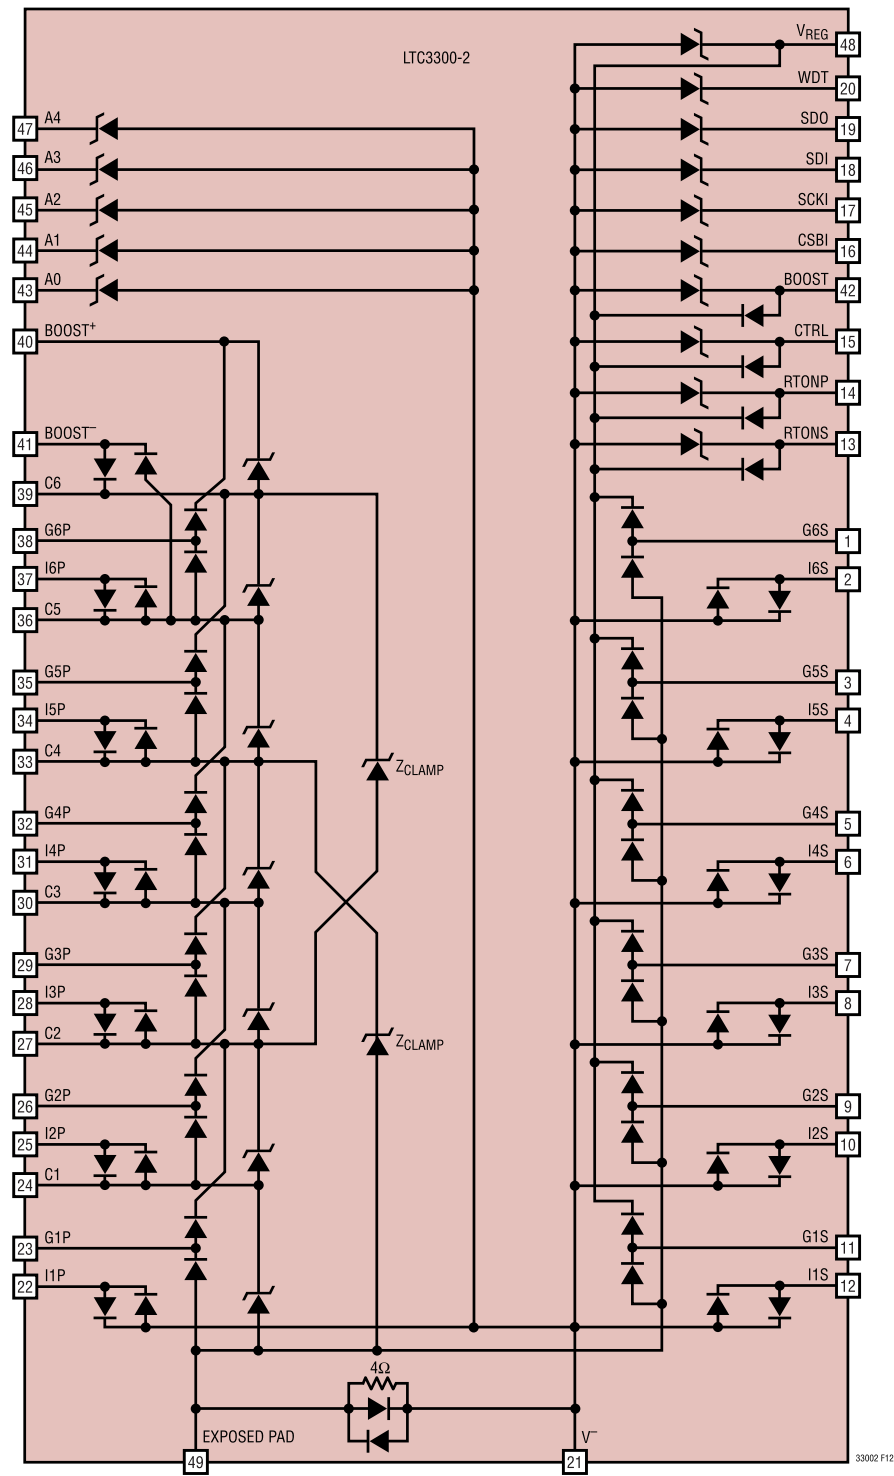 LTC3300-2
47 A4
46 A3
45 A2
44 A1
43 A0
40 BOOST+
41 BOOST–
39 C6
38 G6P
37 I6P
36 C5
35 G5P
34 I5P
33 C4
32 G4P
31 I4P
30 C3
29 G3P
28 I3P
27 C2
26 G2P
25 I2P
24 C1
23 G1P
22 I1P
ZCLAMP
ZCLAMP
VREG 48
WDT 20
SDO 19
SDI 18
SCKI 17
CSBI 16
BOOST 42
CTRL 15
RTONP 14
RTONS 13
G6S 1
I6S 2
G5S 3
I5S 4
G4S 5
I4S 6
G3S 7
I3S 8
G2S 9
I2S 10
G1S 11
I1S 12
4Ω
EXPOSED PAD
49
V–
21
33002 F12